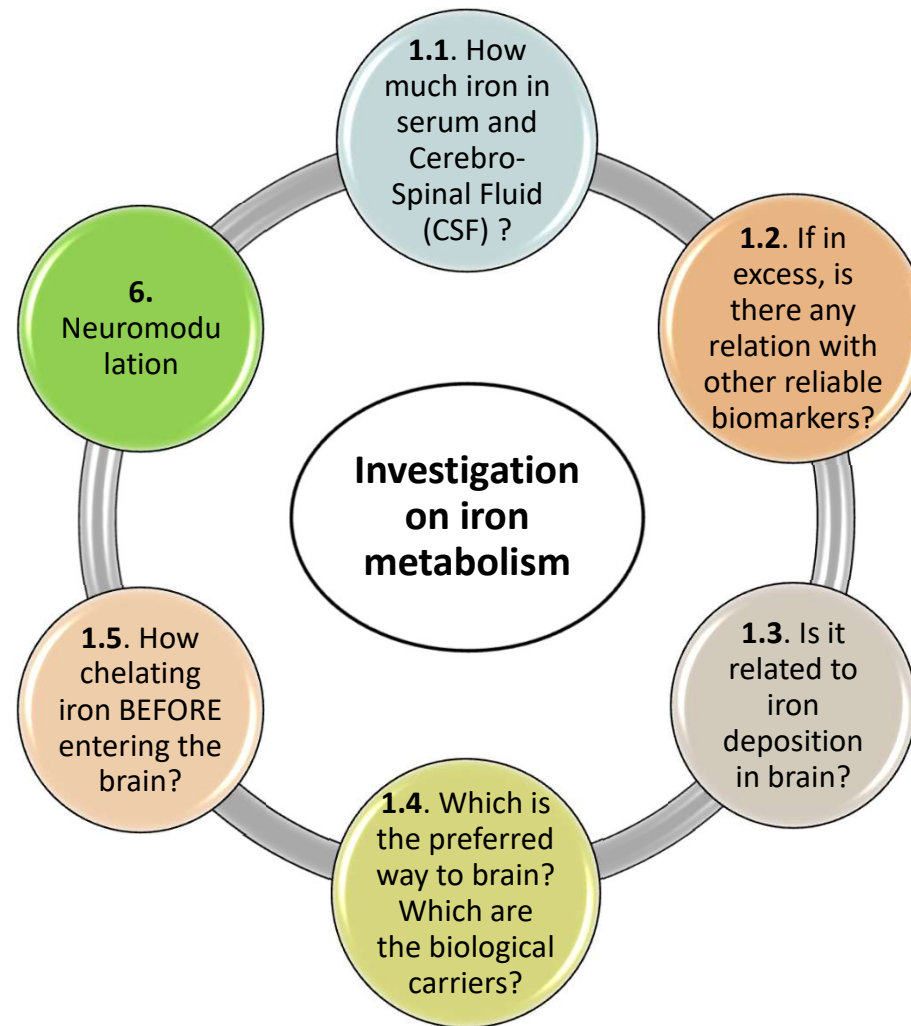 1.1. How
much iron in
serum and
Cerebro-
Spinal Fluid
(CSF) ?
1.2. If in
excess, is
there any
relation with
other reliable
biomarkers?
1.3. Is it
related to
iron
deposition
in brain?
1.4. Which is
the preferred
way to brain?
Which are
the biological
carriers?
1.5. How
chelating
iron BEFORE
entering the
brain?
6.
Neuromodu
lation
Investigation
on iron
metabolism